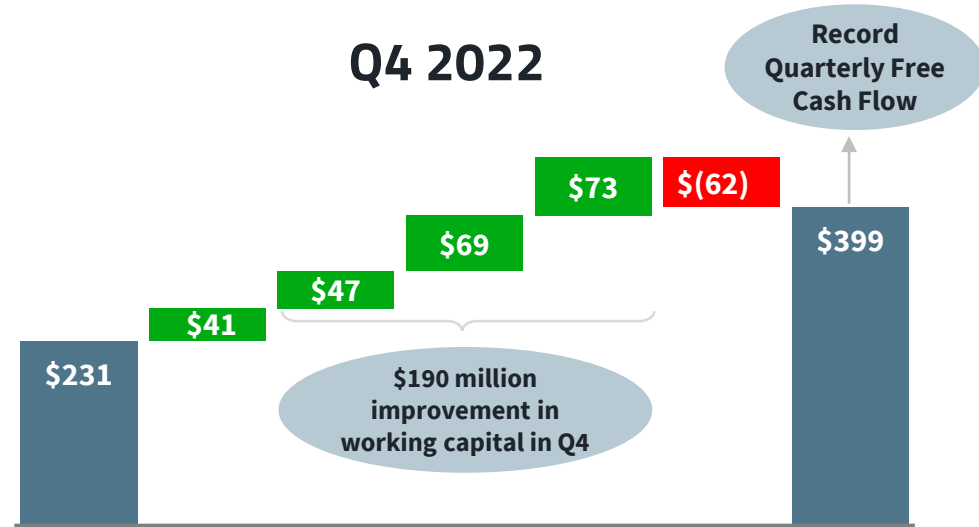 Q4 2022
Record
Quarterly Free
Cash Flow
$231
$41
$47
$69
$73
$(62)
$399
$190 million
improvement in
working capital in Q4